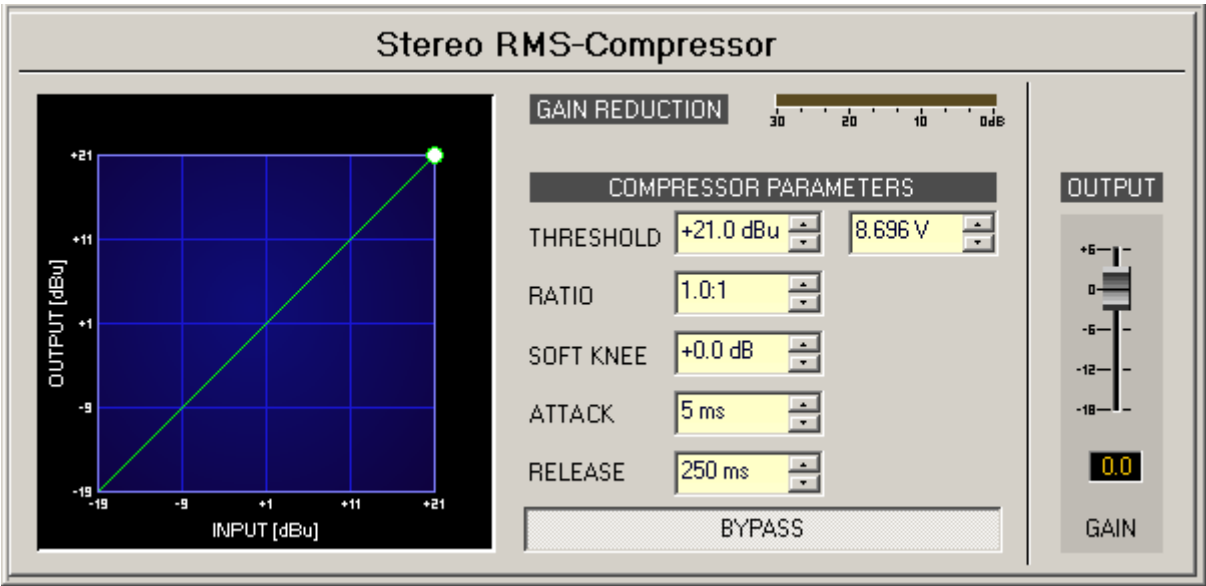 Stereo RMS-Compressor
+21
+11
+1
-9
-19
OUTPUT [dBu]
-19 -9 +1 +11 +21
INPUT [dBu]
GAIN REDUCTION
30 20 10 0dB
COMPRESSOR PARAMETERS
THRESHOLD +21.0 dBu 8.696 V
RATIO 1.0:1
SOFT KNEE +0.0 dB
ATTACK 5 ms
RELEASE 250 ms
BYPASS
OUTPUT
+6
0
-6
-12
-18
0.0
GAIN